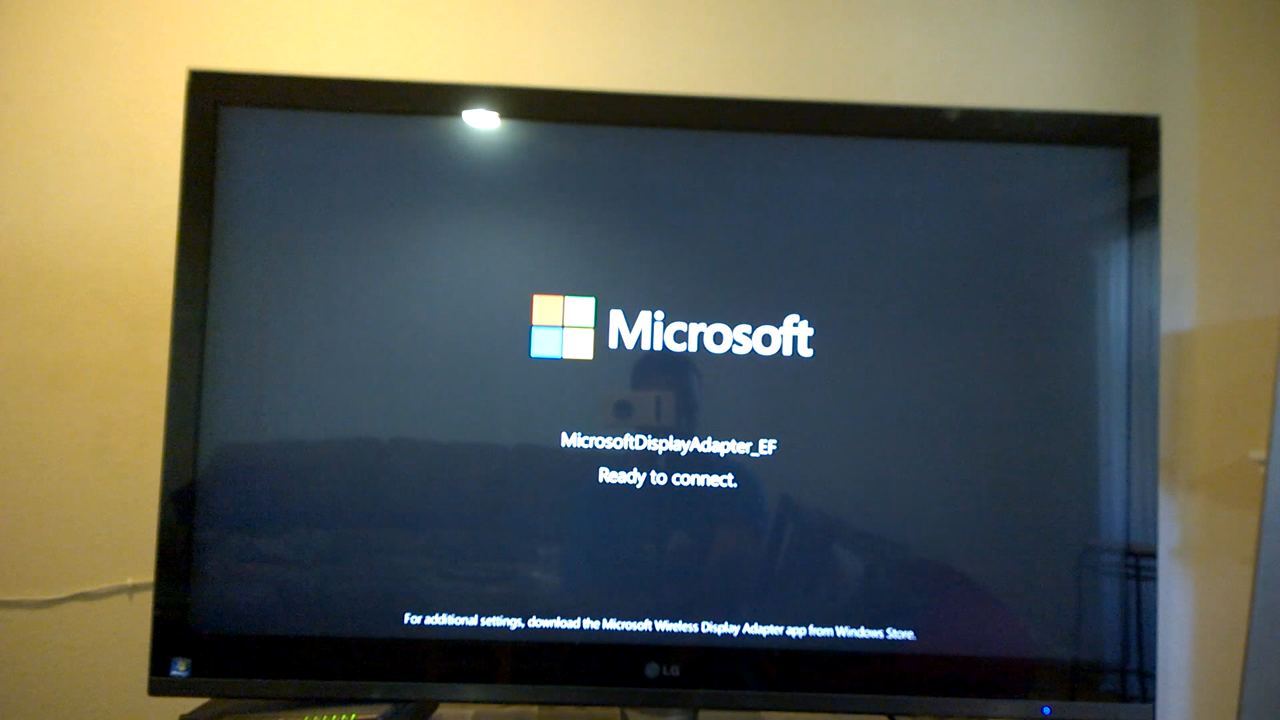 Microsoft
MicrosoftDisplayAdapter_EF
Ready to connect.
For additional settings, download the Microsoft Wireless Display Adapter app from Windows Store.
LG